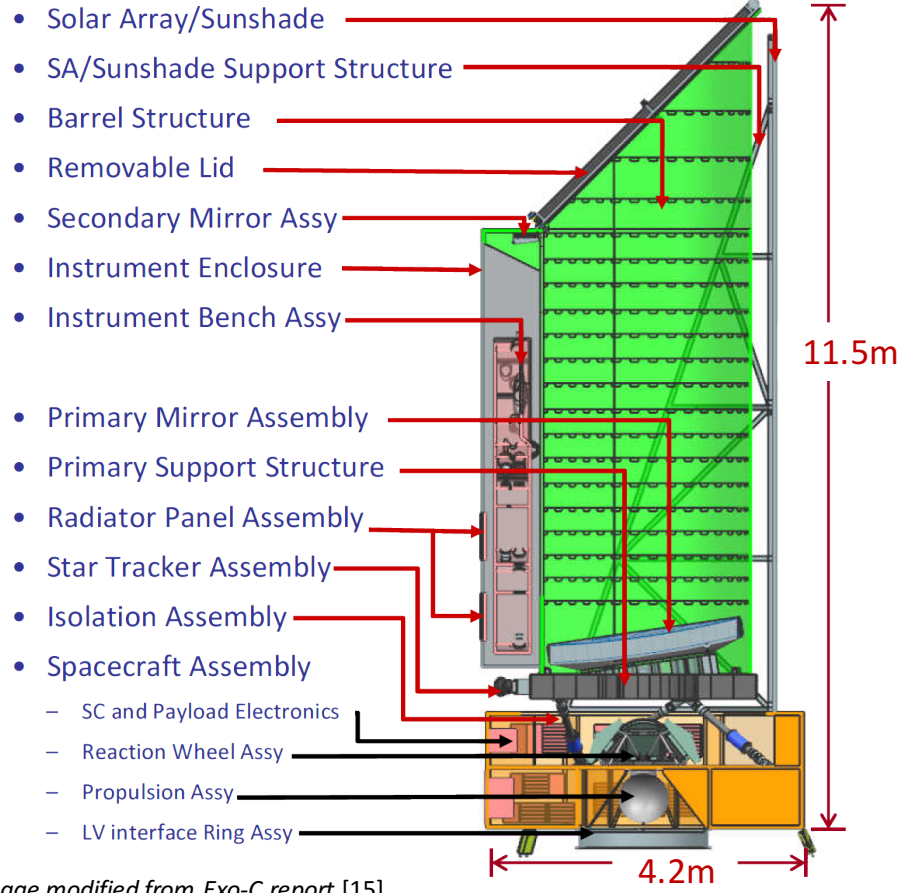 • Solar Array/Sunshade
• SA/Sunshade Support Structure
• Barrel Structure
• Removable Lid
• Secondary Mirror Assy
• Instrument Enclosure
• Instrument Bench Assy
11.5m
• Primary Mirror Assembly
• Primary Support Structure
• Radiator Panel Assembly
• Star Tracker Assembly
• Isolation Assembly
• Spacecraft Assembly
– SC and Payload Electronics
– Reaction Wheel Assy
– Propulsion Assy
– LV interface Ring Assy
4.2m
age modified from Exo-C report [15]